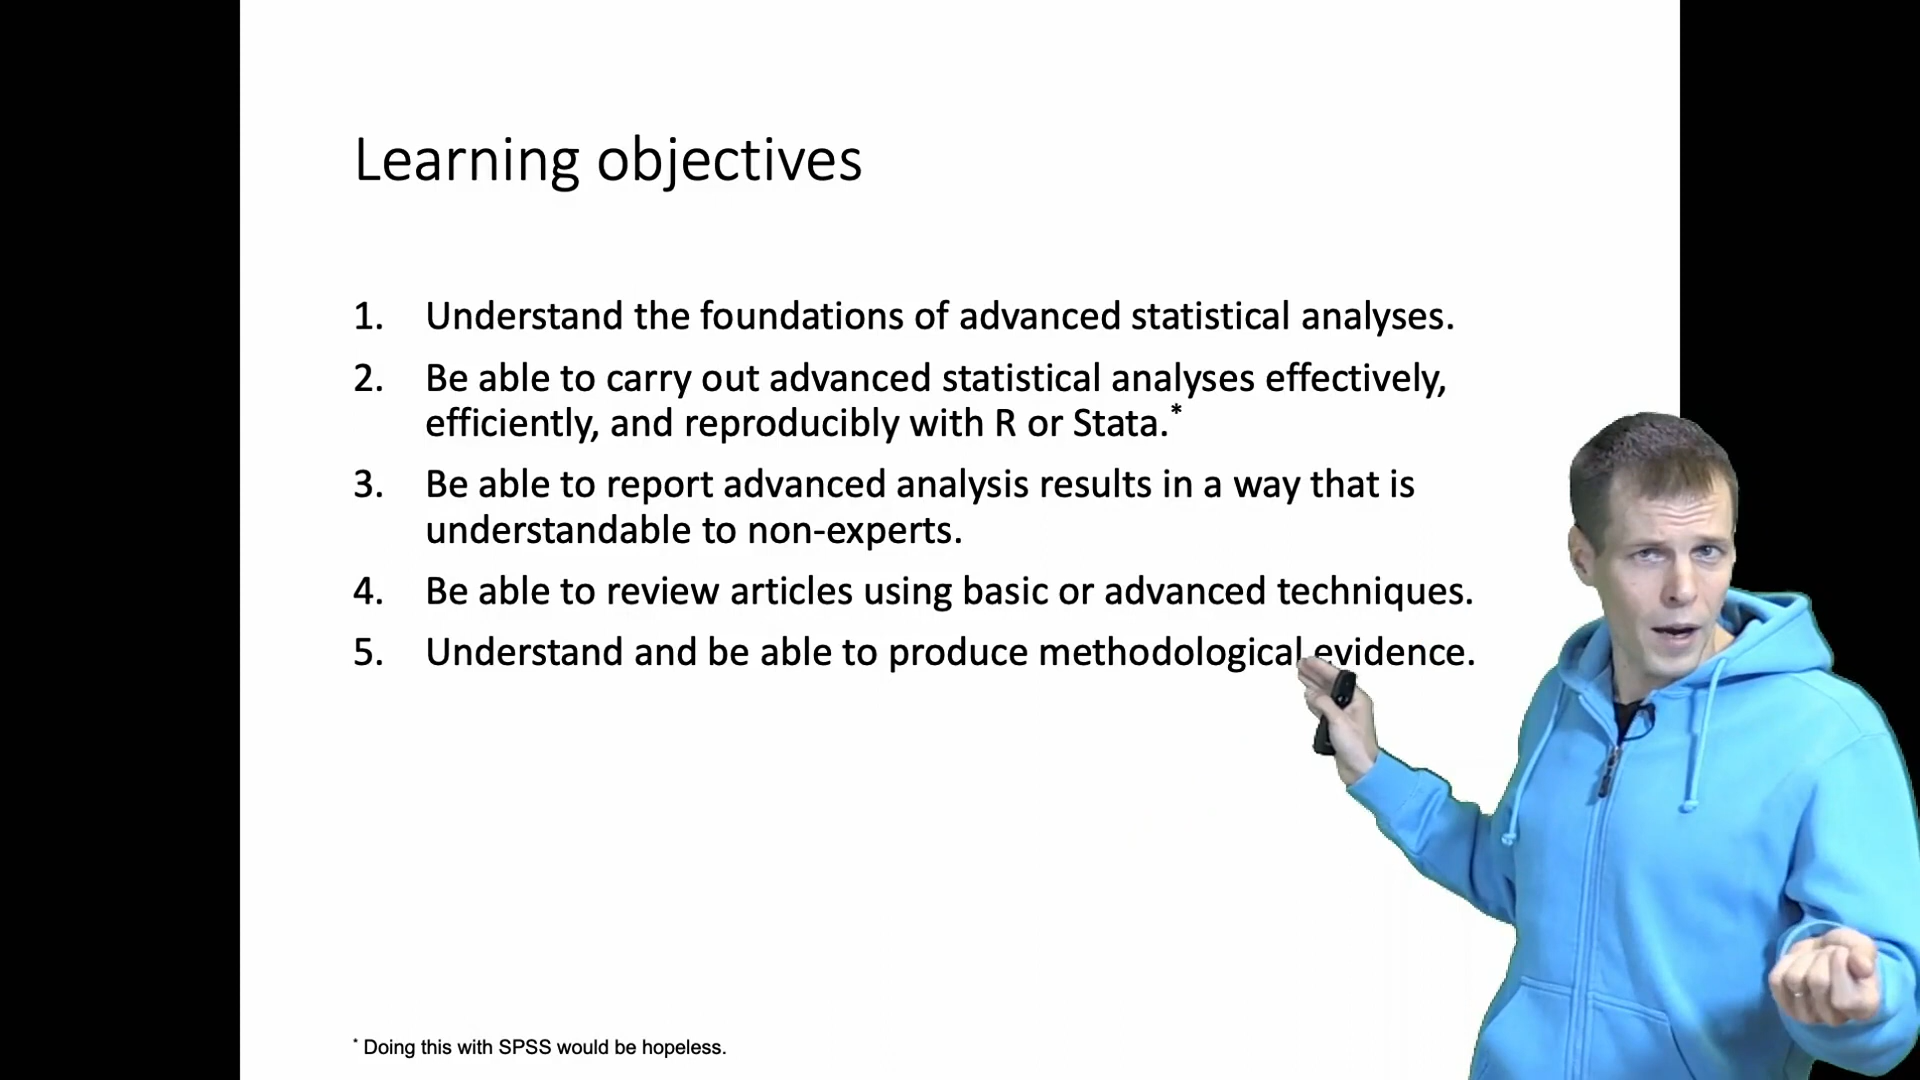 Learning objectives
1. Understand the foundations of advanced statistical analyses.
2. Be able to carry out advanced statistical analyses effectively,
efficiently, and reproducibly with R or Stata.*
3. Be able to report advanced analysis results in a way that is
understandable to non-experts.
4. Be able to review articles using basic or advanced techniques.
5. Understand and be able to produce methodological evidence.
* Doing this with SPSS would be hopeless.